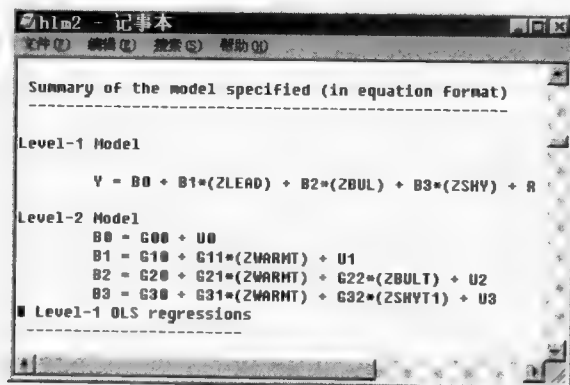 hlm2 - 记事本
文件(F) 编辑(E) 搜索(S) 帮助(H)
Summary of the model specified (in equation format)
---------------------------------------------------
Level-1 Model
Y = B0 + B1*(ZLEAD) + B2*(ZBUL) + B3*(ZSHY) + R
Level-2 Model
B0 = G00 + U0
B1 = G10 + G11*(ZWARMT) + U1
B2 = G20 + G21*(ZWARMT) + G22*(ZBULT) + U2
B3 = G30 + G31*(ZWARMT) + G32*(ZSHYT1) + U3
Level-1 OLS regressions
-----------------------